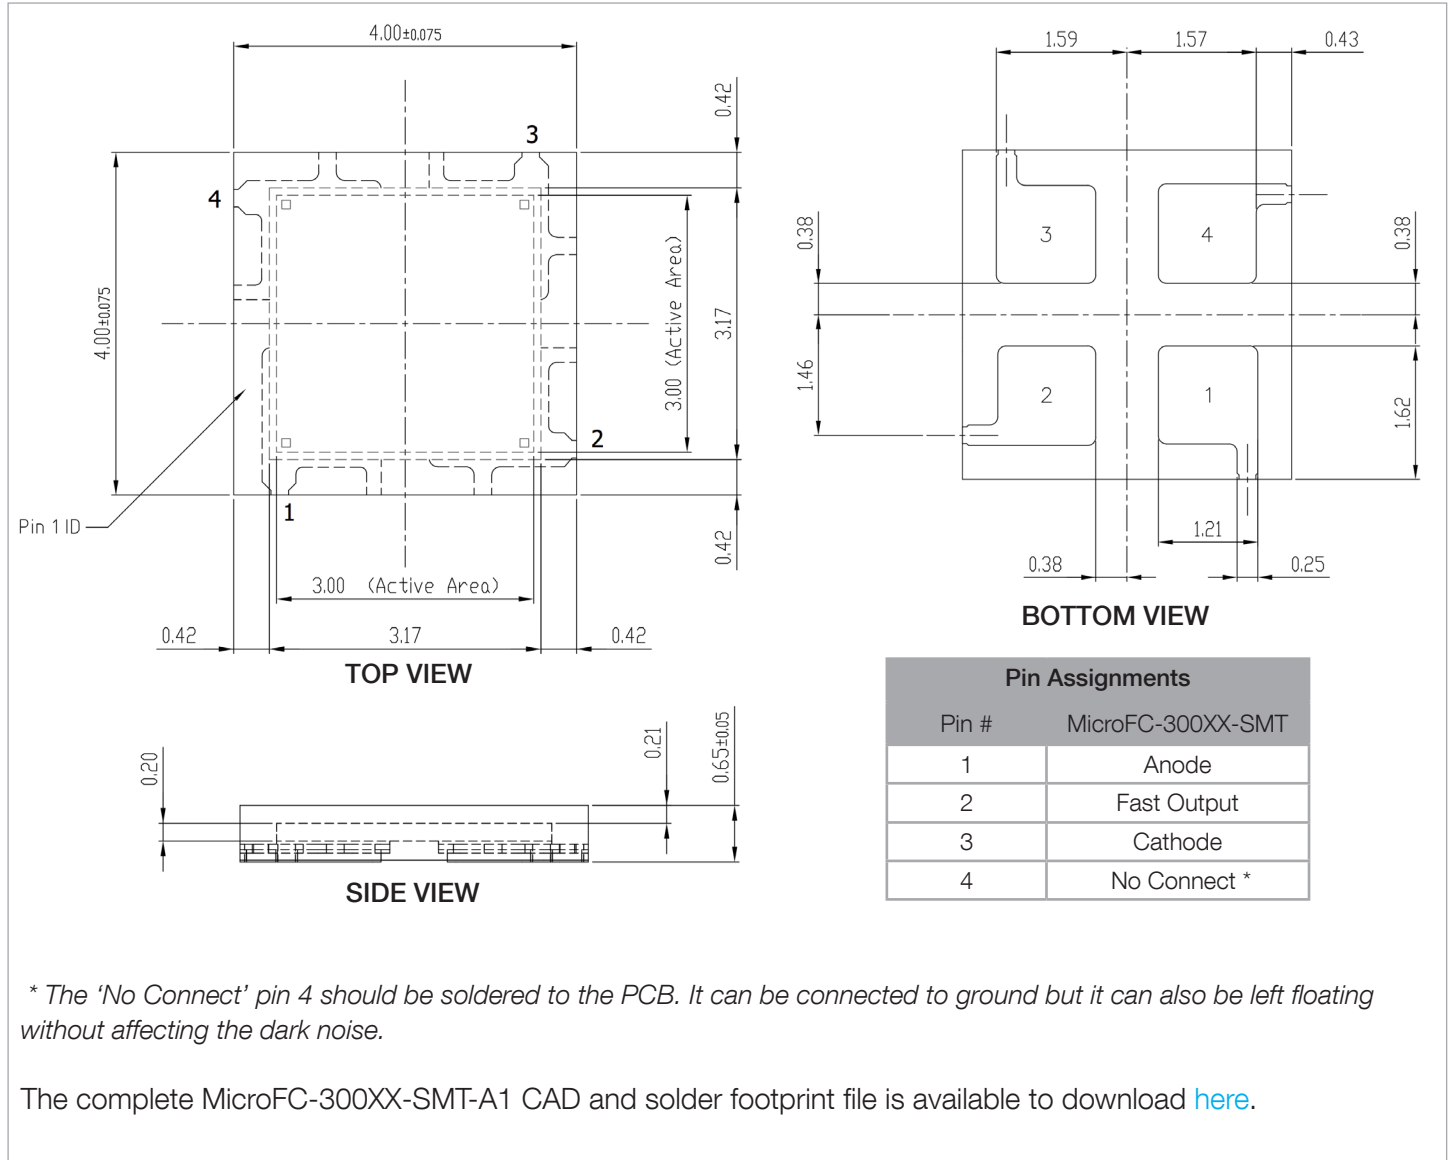 4.00±0.075
0.42
3
4
4.00±0.075
3.00 (Active Area)
3.17
2
Pin 1 ID
1
0.42
3.00 (Active Area)
0.42
3.17
0.42
TOP VIEW
1.59
1.57
0.43
0.38
3
4
0.38
1.46
2
1
1.62
1.21
0.38
0.25
BOTTOM VIEW
0.20
0.21
0.65±0.05
SIDE VIEW
Pin Assignments
Pin # MicroFC-300XX-SMT
1 Anode
2 Fast Output
3 Cathode
4 No Connect *
* The ‘No Connect’ pin 4 should be soldered to the PCB. It can be connected to ground but it can also be left floating
without affecting the dark noise.
The complete MicroFC-300XX-SMT-A1 CAD and solder footprint file is available to download here.